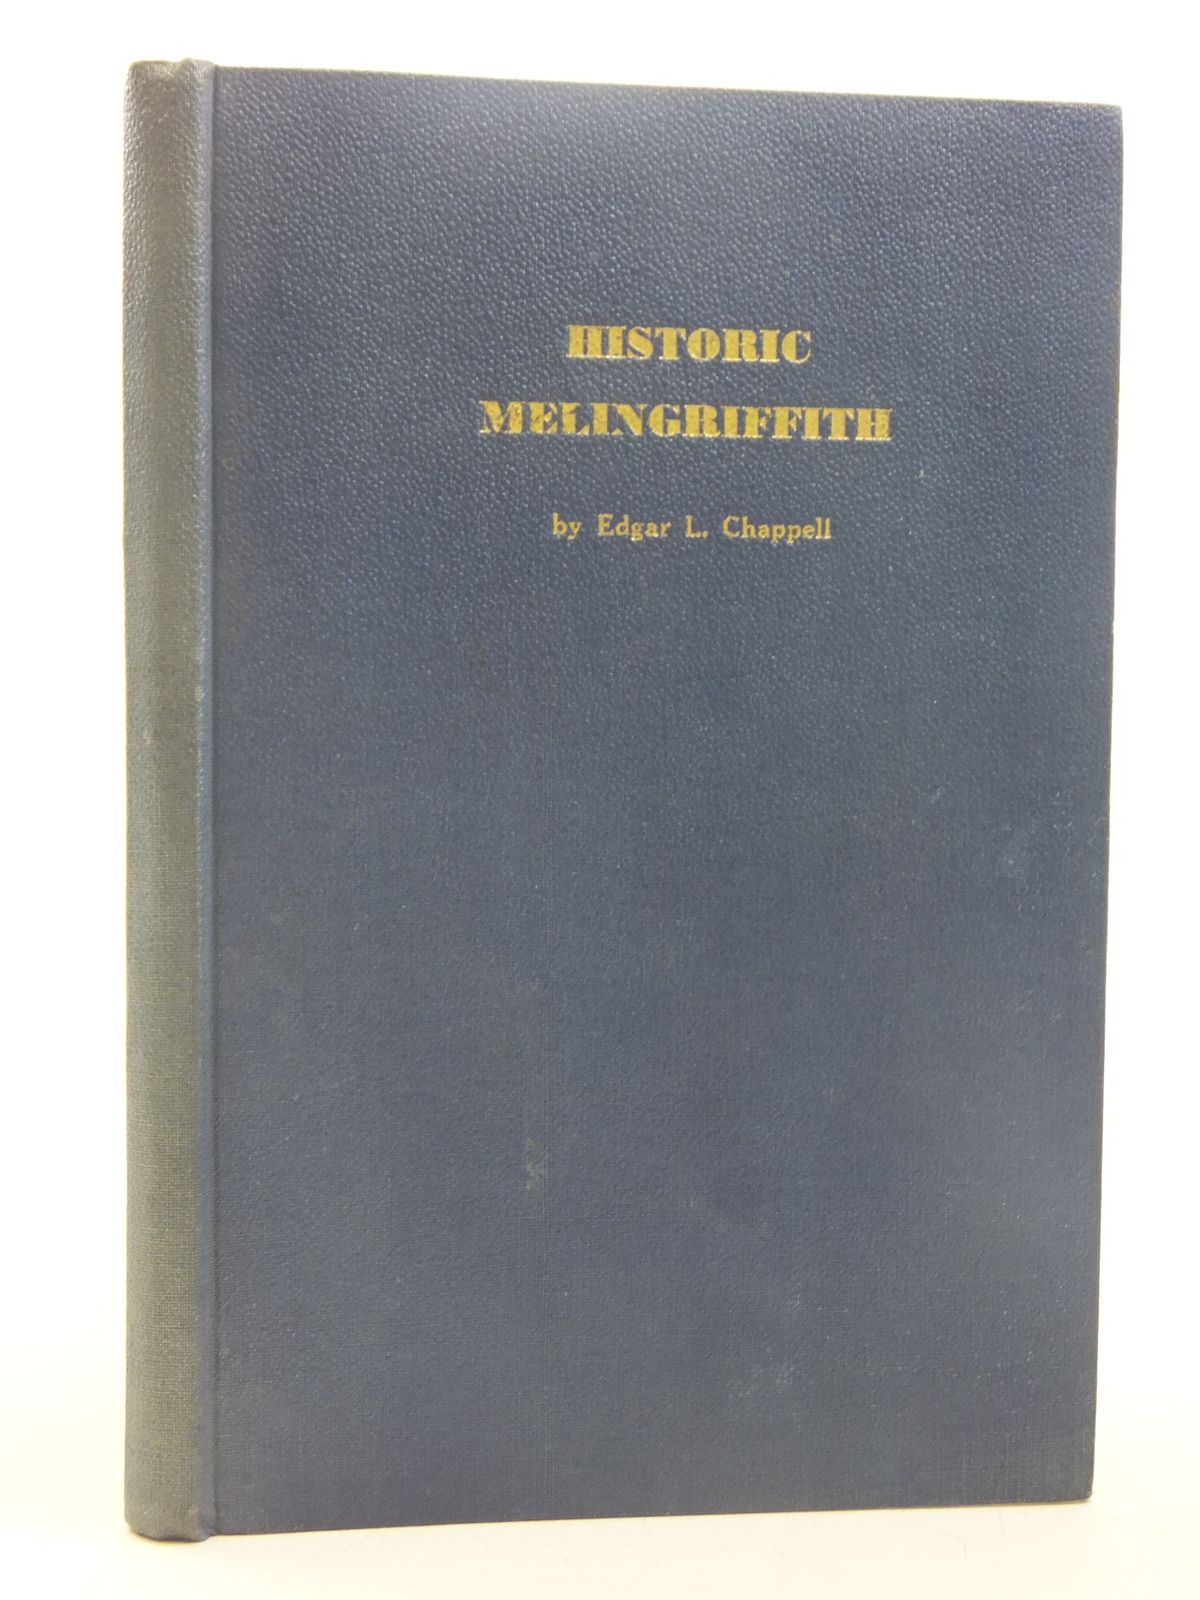 HISTORIC
MELINGRIFFITH
by Edgar L. Chappell